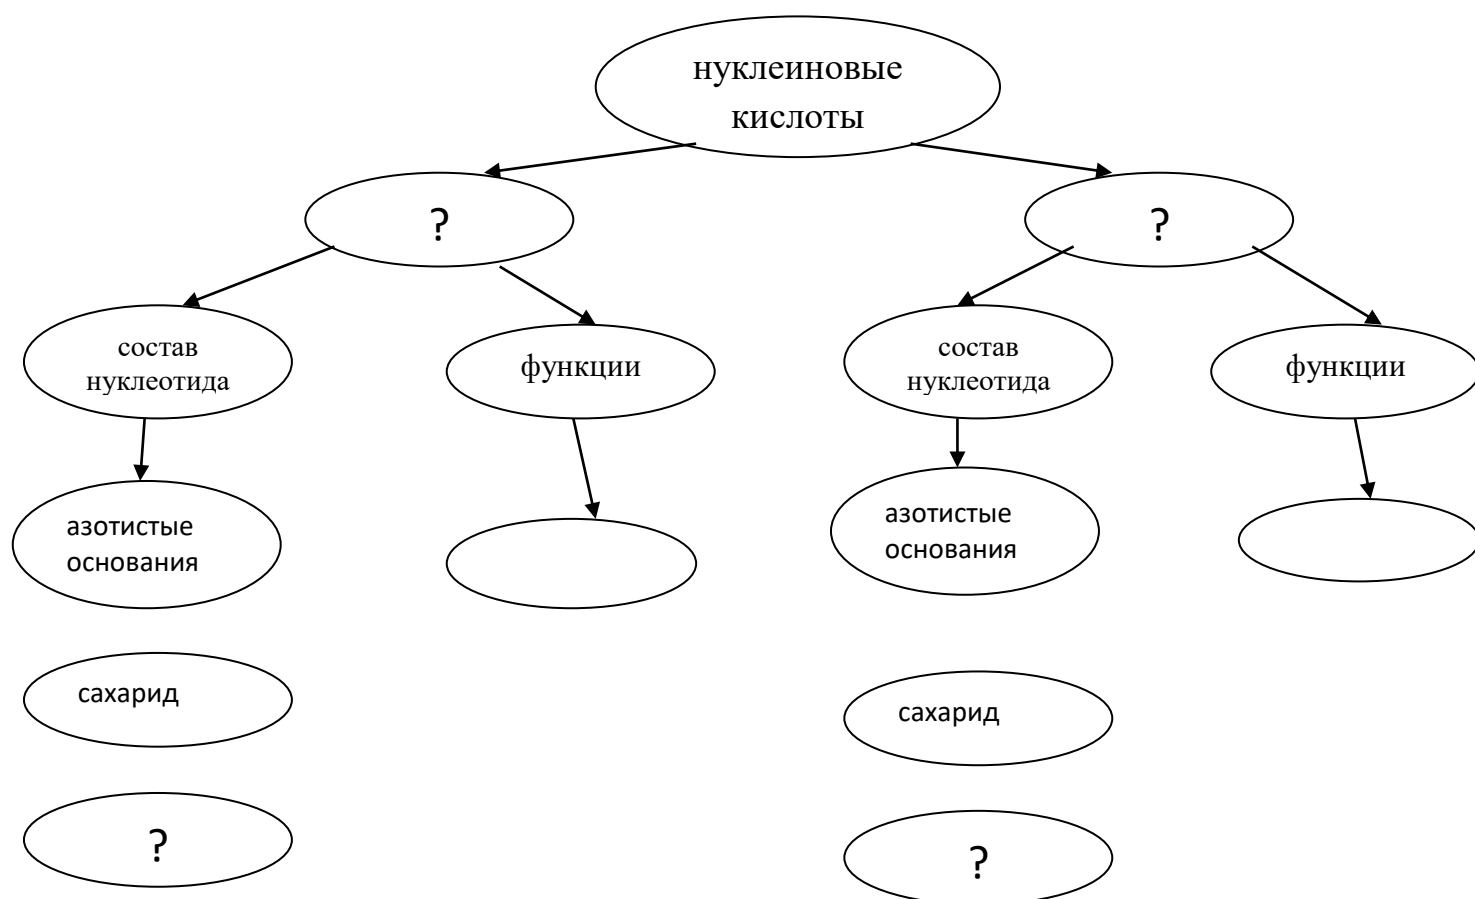 нуклеиновые
кислоты
?
?
состав
нуклеотида
функции
состав
нуклеотида
функции
азотистые
основания
азотистые
основания
сахарид
сахарид
?
?